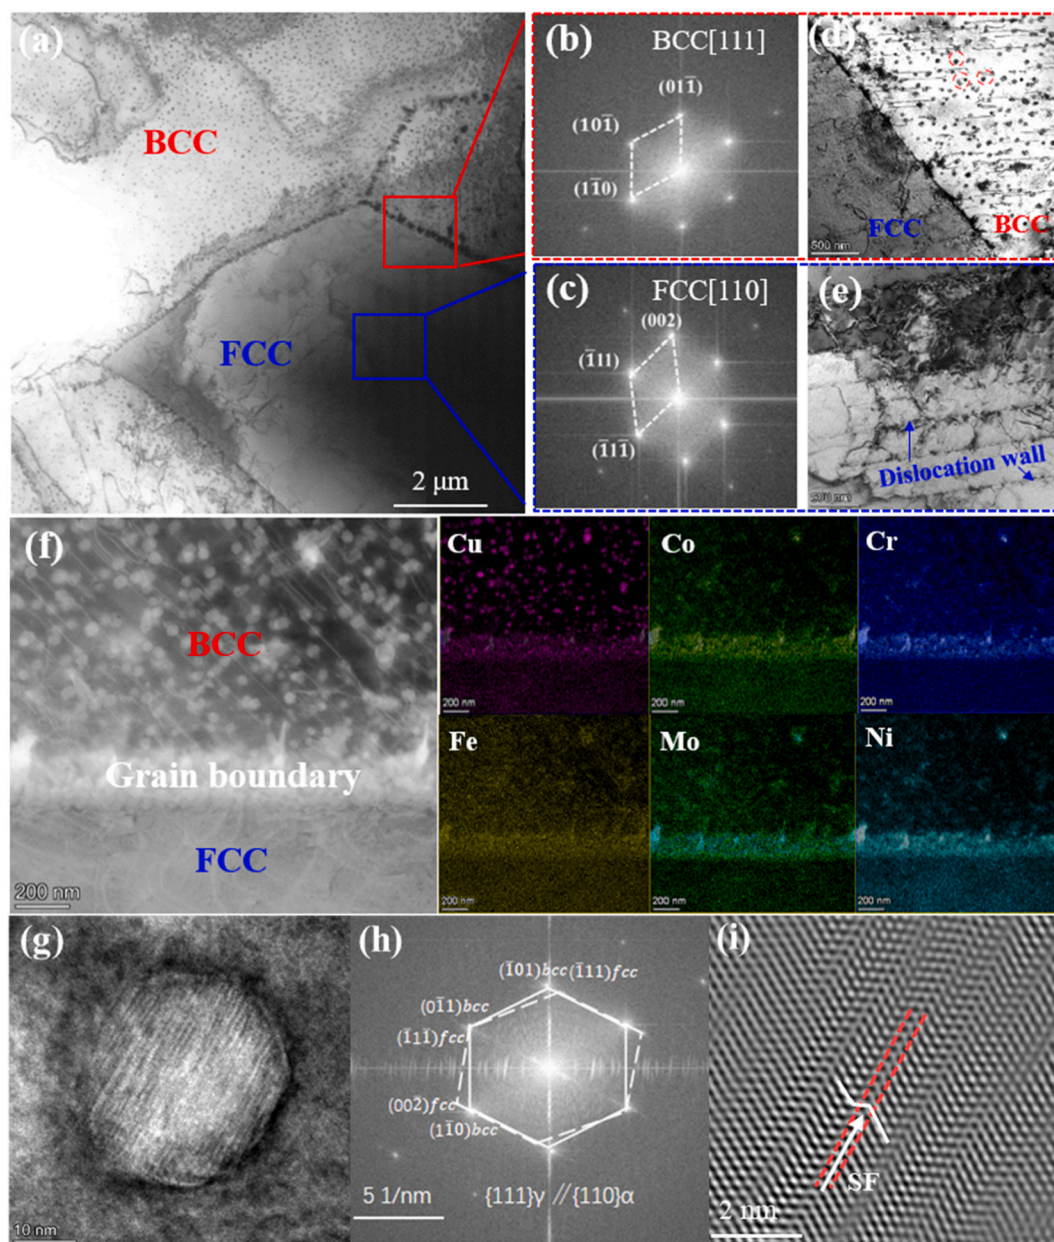 (a)
BCC
FCC
2 μm
(b)
BCC[111]
(01̅1̅)
(101̅)
(11̅0)
(c)
FCC[110]
(002)
(1̅11)
(1̅11̅)
(d)
FCC
BCC
500 nm
(e)
Dislocation wall
(f)
BCC
Grain boundary
FCC
200 nm
Cu
200 nm
Co
200 nm
Cr
200 nm
Fe
200 nm
Mo
200 nm
Ni
200 nm
(g)
10 nm
(h)
(1̅01)bcc
(1̅11)fcc
(01̅1)bcc
(1̅11̅)fcc
(002)fcc
(11̅0)bcc
5 1/nm
{111}γ //{110}α
(i)
SF
2 nm